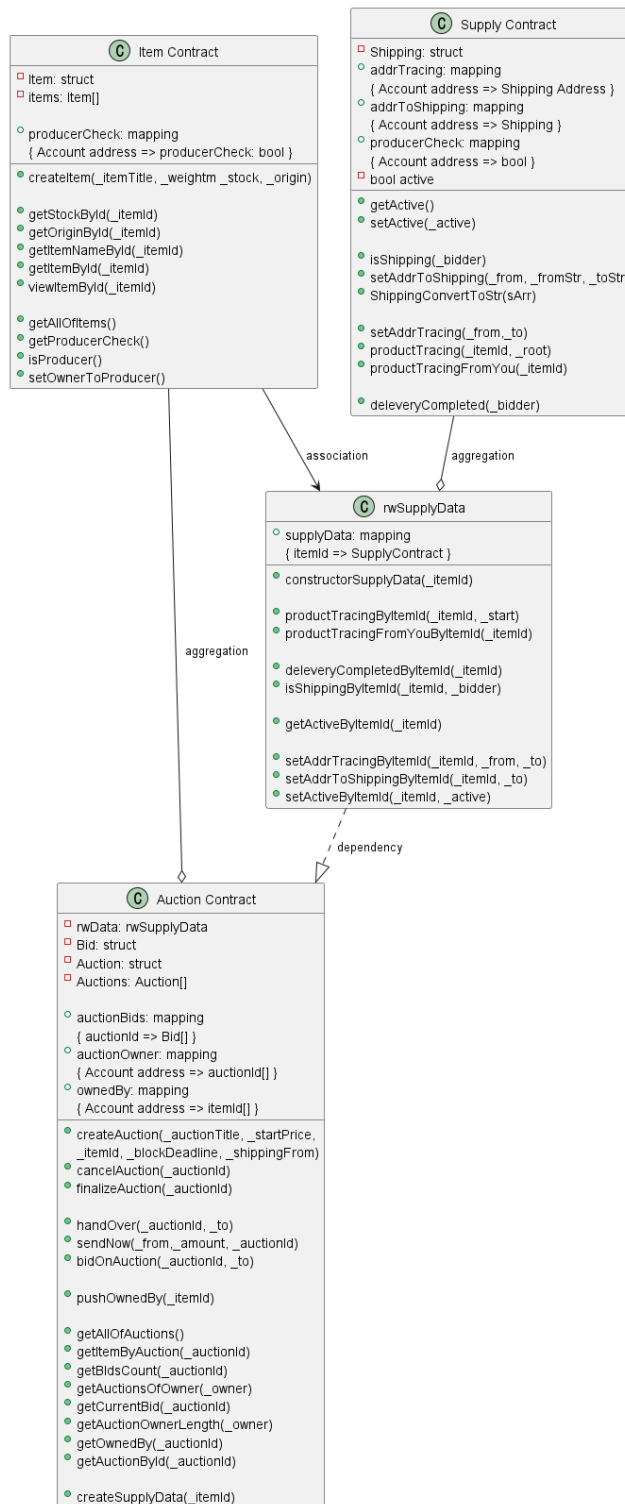 C Item Contract
Item: struct
items: Item[]
producerCheck: mapping
{ Account address => producerCheck: bool }
createItem(_itemTitle, _weightm _stock, _origin)
getStockById(_itemId)
getOriginById(_itemId)
getItemNameById(_itemId)
getItemById(_itemId)
viewItemById(_itemId)
getAllOfItems()
getProducerCheck()
isProducer()
setOwnerToProducer()
C Supply Contract
Shipping: struct
addrTracing: mapping
{ Account address => Shipping Address }
addrToShipping: mapping
{ Account address => Shipping }
producerCheck: mapping
{ Account address => bool }
bool active
getActive()
setActive(_active)
isShipping(_bidder)
setAddrToShipping(_from, _fromStr, _toStr
ShippingConvertToStr(sArr)
setAddrTracing(_from,_to)
productTracing(_itemId, _root)
productTracingFromYou(_itemId)
deleveryCompleted(_bidder)
association
aggregation
C rwSupplyData
supplyData: mapping
{ itemId => SupplyContract }
constructorSupplyData(_itemId)
productTracingByItemId(_itemId, _start)
productTracingFromYouByItemId(_itemId)
deleveryCompletedByItemId(_itemId)
isShippingByItemId(_itemId, _bidder)
getActiveByItemId(_itemId)
setAddrTracingByItemId(_itemId, _from, _to)
setAddrToShippingByItemId(_itemId, _to)
setActiveByItemId(_itemId, _active)
aggregation
dependency
C Auction Contract
rwData: rwSupplyData
Bid: struct
Auction: struct
Auctions: Auction[]
auctionBids: mapping
{ auctionId => Bid[] }
auctionOwner: mapping
{ Account address => auctionId[] }
ownedBy: mapping
{ Account address => itemId[] }
createAuction(_auctionTitle, _startPrice,
_itemId, _blockDeadline, _shippingFrom)
cancelAuction(_auctionId)
finalizeAuction(_auctionId)
handOver(_auctionId, _to)
sendNow(_from,_amount, _auctionId)
bidOnAuction(_auctionId, _to)
pushOwnedBy(_itemId)
getAllOfAuctions()
getItemByAuction(_auctionId)
getBIdsCount(_auctionId)
getAuctionsOfOwner(_owner)
getCurrentBid(_auctionId)
getAuctionOwnerLength(_owner)
getOwnedBy(_auctionId)
getAuctionById(_auctionId)
createSupplyData(_itemId)